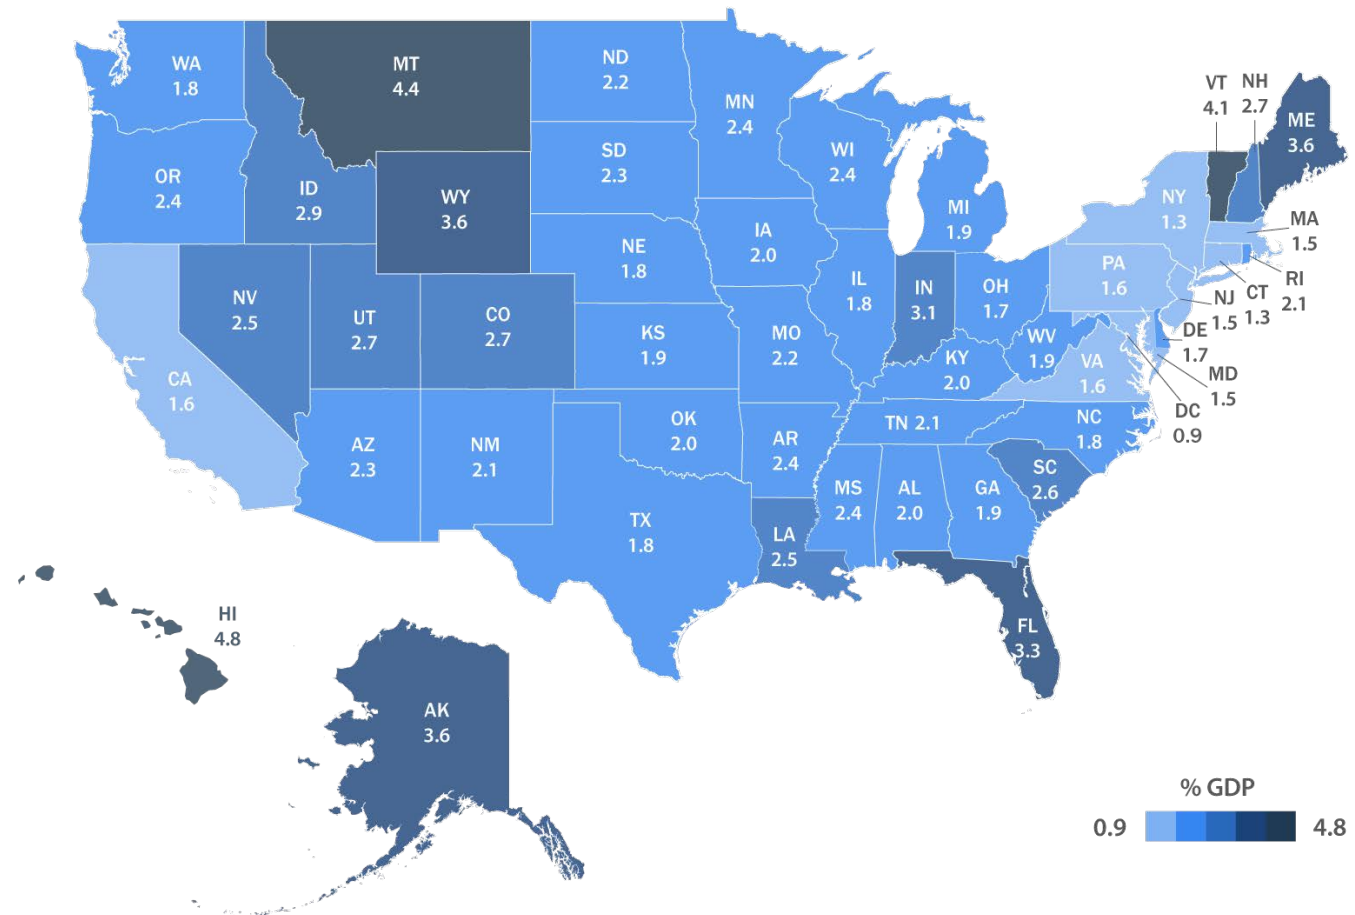 WA
1.8
MT
4.4
ND
2.2
MN
2.4
VT
4.1
NH
2.7
ME
3.6
OR
2.4
ID
2.9
WY
3.6
SD
2.3
WI
2.4
MI
1.9
NY
1.3
MA
1.5
NV
2.5
UT
2.7
CO
2.7
NE
1.8
IA
2.0
IL
1.8
IN
3.1
OH
1.7
PA
1.6
NJ
1.5
CT
1.3
RI
2.1
CA
1.6
KS
1.9
MO
2.2
KY
2.0
WV
1.9
VA
1.6
DE
1.7
MD
1.5
DC
0.9
AZ
2.3
NM
2.1
OK
2.0
AR
2.4
TN 2.1
NC
1.8
TX
1.8
LA
2.5
MS
2.4
AL
2.0
GA
1.9
SC
2.6
HI
4.8
AK
3.6
FL
3.3
% GDP
0.9
4.8